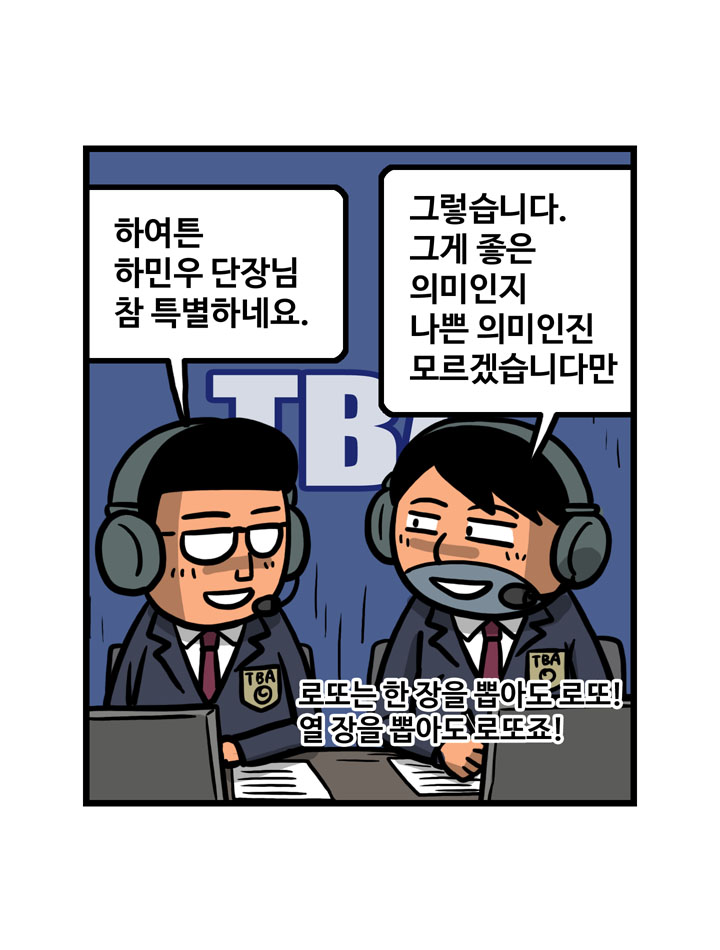 하여튼
하민우 단장님
참 특별하네요.
그렇습니다.
그게 좋은
의미인지
나쁜 의미인진
모르겠습니다만
TBA
TBA
TBA
로또는 한 장을 뽑아도 로또!
열 장을 뽑아도 로또죠!